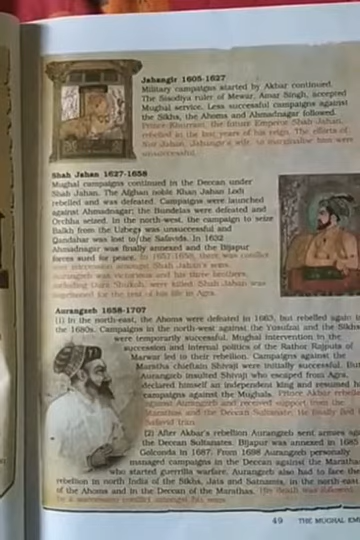 Jahangir 1605-1627
Military campaigns started by Akbar continued.
The Sisodiya ruler of Mewar, Amar Singh, accepted
Mughal service. Less successful campaigns against
the Sikhs, the Ahoms and Ahmadnagar followed.
Prince Khurram, the future Emperor Shah Jahan,
rebelled in the last years of his reign. The efforts of
Nur Jahan, Jahangir's wife, to marginalise him were
unsuccessful.
Shah Jahan 1627-1658
Mughal campaigns continued in the Deccan under
Shah Jahan. The Afghan noble Khan Jahan Lodi
rebelled and was defeated. Campaigns were launched
against Ahmadnagar; the Bundelas were defeated and
Orchha seized. In the north-west, the campaign to seize
Balkh from the Uzbegs was unsuccessful and
Qandahar was lost to the Safavids. In 1632
Ahmadnagar was finally annexed and the Bijapur
forces sued for peace. In 1657-1658, there was conflict
over succession amongst Shah Jahan's sons.
Aurangzeb was victorious and his three brothers,
including Dara Shukoh, were killed. Shah Jahan was
imprisoned for the rest of his life in Agra.
Aurangzeb 1658-1707
(1) In the north-east, the Ahoms were defeated in 1663, but rebelled again in
the 1680s. Campaigns in the north-west against the Yusufzai and the Sikhs
were temporarily successful. Mughal intervention in the
succession and internal politics of the Rathor Rajputs of
Marwar led to their rebellion. Campaigns against the
Maratha chieftain Shivaji were initially successful. But
Aurangzeb insulted Shivaji who escaped from Agra,
declared himself an independent king and resumed his
campaigns against the Mughals. Prince Akbar rebelled
against Aurangzeb and received support from the
Marathas and the Deccan Sultanate. He finally fled
to Safavid Iran.
(2) After Akbar's rebellion Aurangzeb sent armies against
the Deccan Sultanates. Bijapur was annexed in 1685
Golconda in 1687. From 1698 Aurangzeb personally
managed campaigns in the Deccan against the Marathas
who started guerrilla warfare. Aurangzeb also had to face the
rebellion in north India of the Sikhs, Jats and Satnamis, in the north-east
of the Ahoms and in the Deccan of the Marathas. His death was followed
by a succession conflict amongst his sons.
49 THE MUGHAL EM